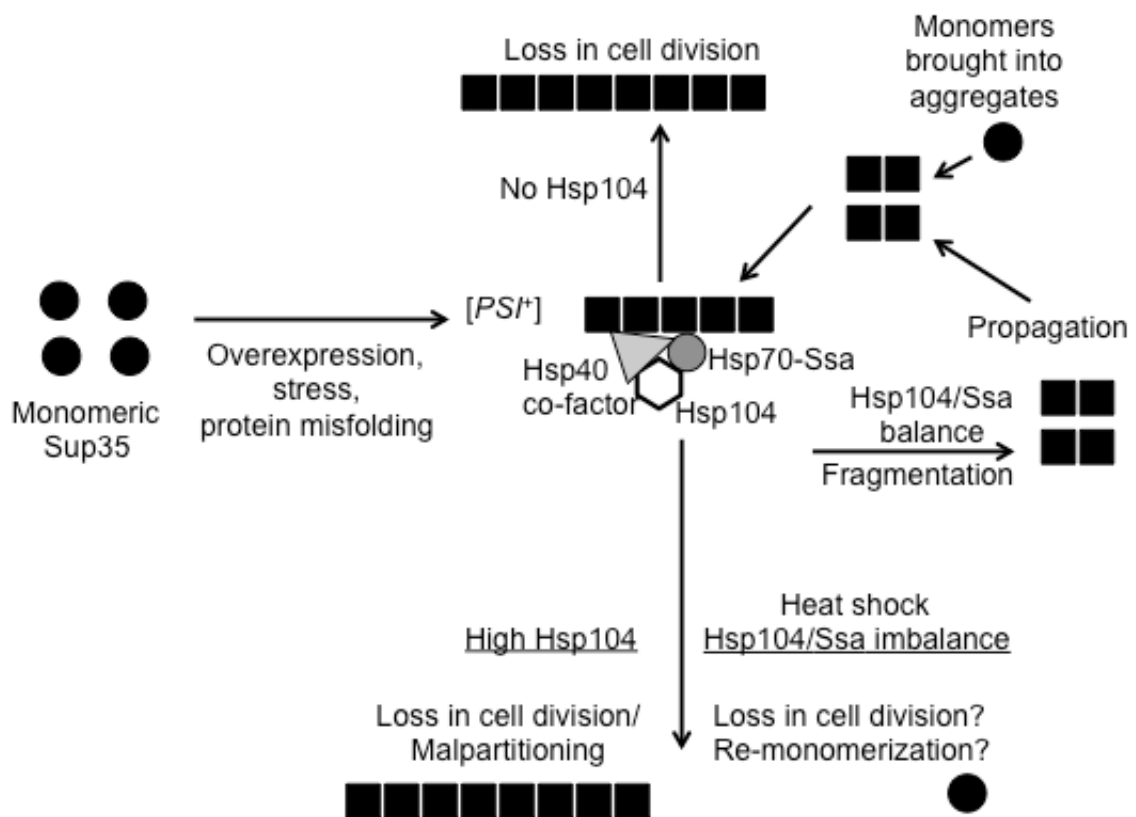 Loss in cell division
Monomers
brought into
aggregates
No Hsp104
[PSI⁺]
Propagation
Overexpression,
stress,
protein misfolding
Monomeric
Sup35
Hsp40
co-factor
Hsp70-Ssa
Hsp104
Hsp104/Ssa
balance
Fragmentation
High Hsp104
Heat shock
Hsp104/Ssa imbalance
Loss in cell division/
Malpartitioning
Loss in cell division?
Re-monomerization?